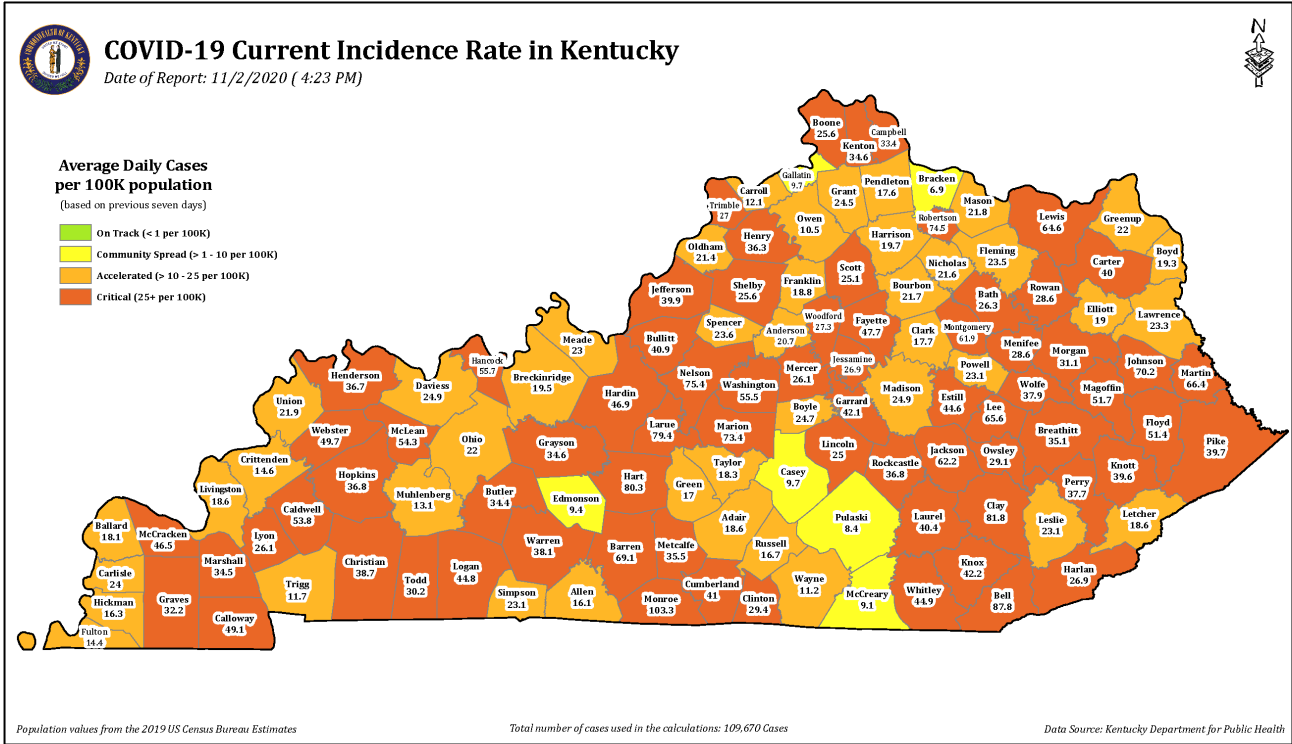 COVID-19 Current Incidence Rate in Kentucky
Date of Report: 11/2/2020 ( 4:23 PM)
N
Average Daily Cases
per 100K population
(based on previous seven days)
On Track (< 1 per 100K)
Community Spread (> 1 - 10 per 100K)
Accelerated (> 10 - 25 per 100K)
Critical (25+ per 100K)
Boone
25.6
Campbell
33.4
Kenton
34.6
Gallatin
9.7
Carroll
12.1
Trimble
27
Grant
24.5
Pendleton
17.6
Bracken
6.9
Mason
21.8
Robertson
74.5
Lewis
64.6
Greenup
22
Boyd
19.3
Owen
10.5
Henry
36.3
Oldham
21.4
Harrison
19.7
Nicholas
21.6
Fleming
23.5
Carter
40
Scott
25.1
Franklin
18.8
Shelby
25.6
Jefferson
39.9
Bourbon
21.7
Bath
26.3
Rowan
28.6
Elliott
19
Lawrence
23.3
Spencer
23.6
Anderson
20.7
Woodford
27.3
Fayette
47.7
Clark
17.7
Montgomery
61.9
Menifee
28.6
Morgan
31.1
Johnson
70.2
Martin
66.4
Meade
23
Bullitt
40.9
Nelson
75.4
Washington
55.5
Mercer
26.1
Jessamine
26.9
Madison
24.9
Powell
23.1
Estill
44.6
Wolfe
37.9
Magoffin
51.7
Hancock
55.7
Breckinridge
19.5
Henderson
36.7
Daviess
24.9
Union
21.9
Hardin
46.9
Boyle
24.7
Garrard
42.1
Lee
65.6
Breathitt
35.1
Floyd
51.4
Pike
39.7
Webster
49.7
McLean
54.3
Ohio
22
Grayson
34.6
Larue
79.4
Marion
73.4
Lincoln
25
Rockcastle
36.8
Jackson
62.2
Owsley
29.1
Knott
39.6
Perry
37.7
Crittenden
14.6
Livingston
18.6
Hopkins
36.8
Muhlenberg
13.1
Butler
34.4
Edmonson
9.4
Hart
80.3
Green
17
Taylor
18.3
Casey
9.7
Pulaski
8.4
Laurel
40.4
Clay
81.8
Leslie
23.1
Letcher
18.6
Ballard
18.1
McCracken
46.5
Caldwell
53.8
Lyon
26.1
Marshall
34.5
Warren
38.1
Barren
69.1
Metcalfe
35.5
Adair
18.6
Russell
16.7
Carlisle
24
Graves
32.2
Calloway
49.1
Trigg
11.7
Christian
38.7
Todd
30.2
Logan
44.8
Simpson
23.1
Allen
16.1
Monroe
103.3
Cumberland
41
Clinton
29.4
Wayne
11.2
McCreary
9.1
Whitley
44.9
Knox
42.2
Bell
87.8
Harlan
26.9
Hickman
16.3
Fulton
14.4
Population values from the 2019 US Census Bureau Estimates
Total number of cases used in the calculations: 109,670 Cases
Data Source: Kentucky Department for Public Health